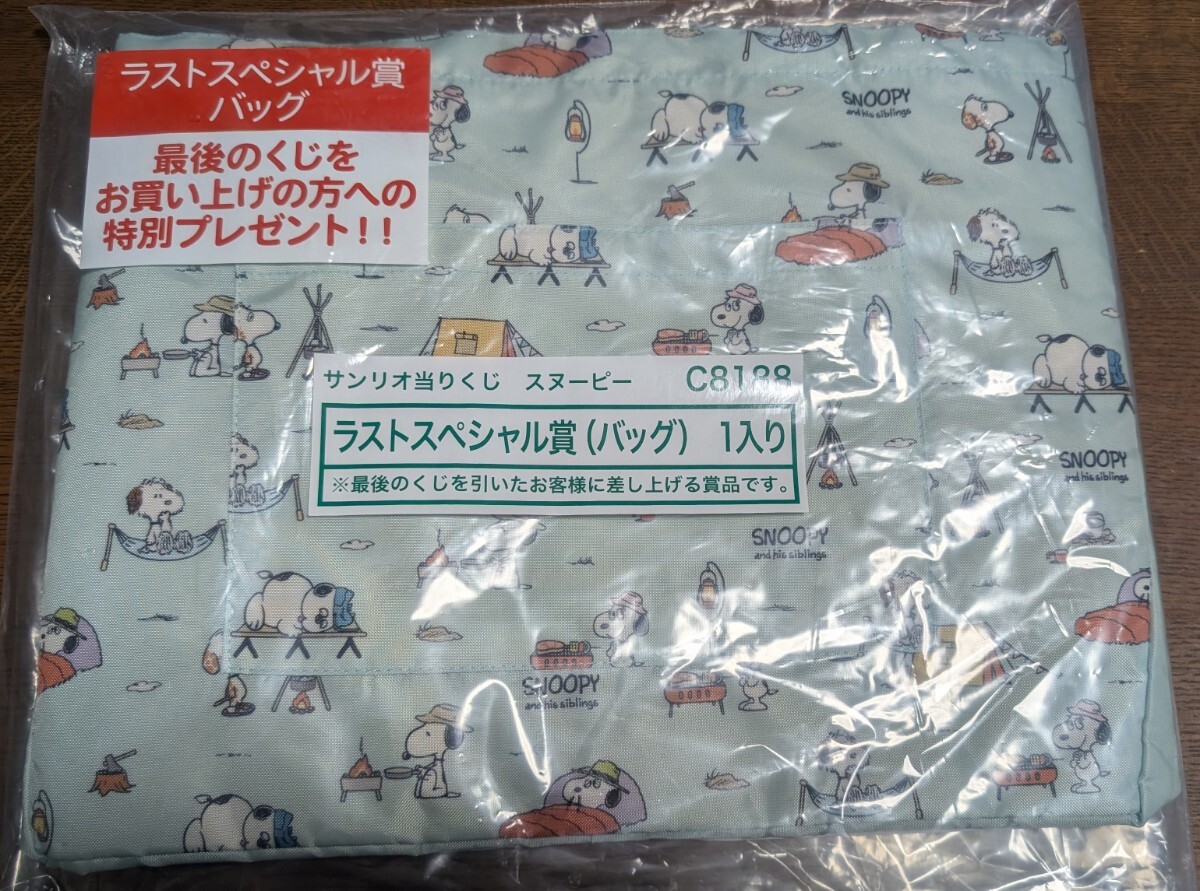 ラストスペシャル賞
バッグ
最後のくじを
お買い上げの方への
特別プレゼント!!
SNOOPY
and his siblings
サンリオ当りくじ スヌーピー C8188
ラストスペシャル賞(バッグ) 1入り
※最後のくじを引いたお客様に差し上げる賞品です。
SNOOPY
and his siblings
SNOOPY
and his siblings
SNOOPY
and his siblings